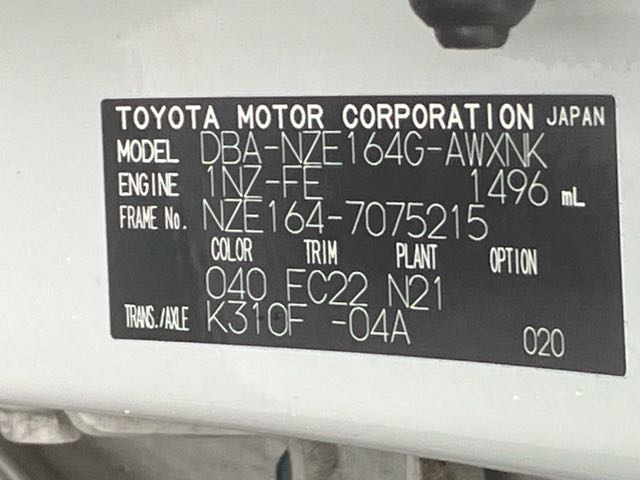 TOYOTA MOTOR CORPORATION JAPAN
MODEL DBA-NZE164G-AWXNK
ENGINE 1NZ-FE 1496 mL
FRAME No. NZE164-7075215
COLOR TRIM PLANT OPTION
040 FC22 N21
TRANS./AXLE K310F -04A
020